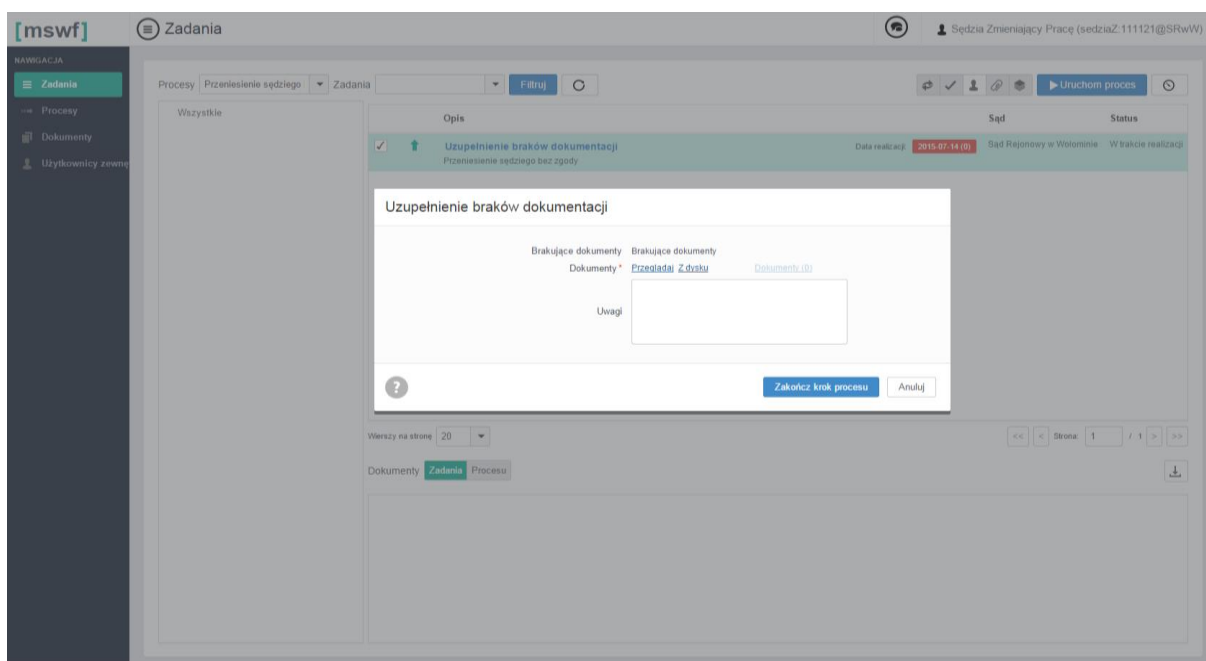 [mswf]
Zadania
Sędzia Zmieniający Pracę (sedziaZ:111121@SRwW)
NAWIGACJA
Zadania
Procesy
Dokumenty
Użytkownicy zewnę
Procesy Przeniesienie sędziego Zadania Filtruj Uruchom proces
Wszystkie
Opis Sąd Status
Uzupełnienie braków dokumentacji
Przeniesienie sędziego bez zgody
Data realizacji 2015-07-14 (0) Sąd Rejonowy w Wołominie W trakcie realizacji
Uzupełnienie braków dokumentacji
Brakujące dokumenty Brakujące dokumenty
Dokumenty * Przeglądaj Z dysku Dokumenty (0)
Uwagi
?
Zakończ krok procesu Anuluj
Wierszy na stronę 20 << < Strona: 1 / 1 > >>
Dokumenty Zadania Procesu